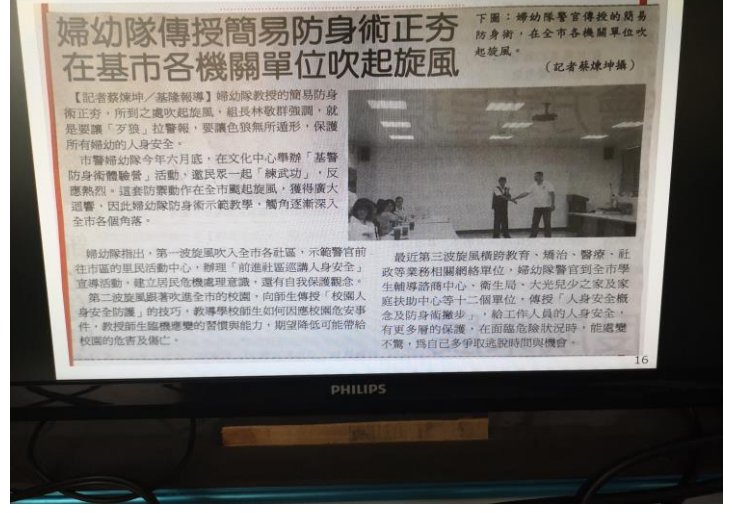 婦幼隊傳授簡易防身術正夯
在基市各機關單位吹起旋風
下圖：婦幼隊警官傳授的簡易
防身術，在全市各機關單位吹
起旋風。
（記者蔡煉坤攝）
【記者蔡煉坤／基隆報導】婦幼隊教授的簡易防身
術正夯，所到之處吹起旋風，組長林敬群強調，就
是要讓「歹狼」拉警報，要讓色狼無所遁形，保護
所有婦幼的人身安全。
市警婦幼隊今年六月底，在文化中心舉辦「基警
防身術體驗營」活動，邀民眾一起「練武功」，反
應熱烈。這套防禦動作在全市颳起旋風，獲得廣大
迴響，因此婦幼隊防身術示範教學，觸角逐漸深入
全市各個角落。
婦幼隊指出，第一波旋風吹入全市各社區，示範警官前
往市區的里民活動中心，辦理「前進社區巡講人身安全」
宣導活動，建立居民危機處理意識，還有自我保護觀念。
第二波旋風跟著吹進全市的校園，向師生傳授「校園人
身安全防護」的技巧，教導學校師生如何因應校園危安事
件，教授師生臨機應變的習慣與能力，期望降低可能帶給
校園的危害及傷亡。
最近第三波旋風橫跨教育、矯治、醫療、社
政等業務相關網絡單位，婦幼隊警官到全市學
生輔導諮商中心、衛生局、大光兒少之家及家
庭扶助中心等十二個單位，傳授「人身安全概
念及防身術撇步」，給工作人員的人身安全，
有更多層的保護，在面臨危險狀況時，能處變
不驚，為自己多爭取逃脫時間與機會。
16
PHILIPS